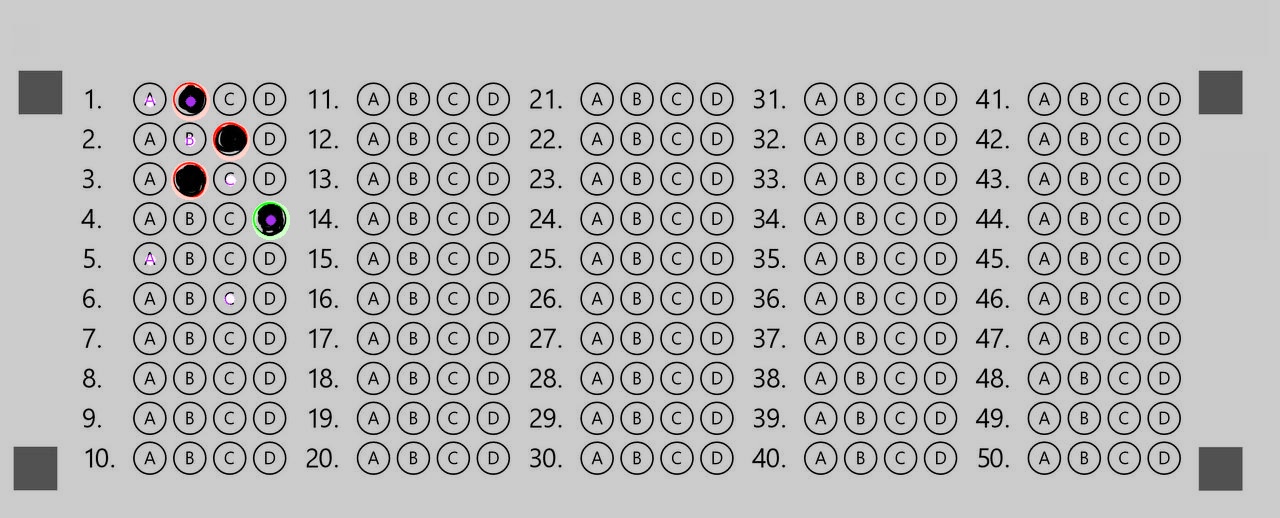 1. A C D 11. A B C D 21. A B C D 31. A B C D 41. A B C D
2. A B D 12. A B C D 22. A B C D 32. A B C D 42. A B C D
3. A C D 13. A B C D 23. A B C D 33. A B C D 43. A B C D
4. A B C 14. A B C D 24. A B C D 34. A B C D 44. A B C D
5. A B C D 15. A B C D 25. A B C D 35. A B C D 45. A B C D
6. A B C D 16. A B C D 26. A B C D 36. A B C D 46. A B C D
7. A B C D 17. A B C D 27. A B C D 37. A B C D 47. A B C D
8. A B C D 18. A B C D 28. A B C D 38. A B C D 48. A B C D
9. A B C D 19. A B C D 29. A B C D 39. A B C D 49. A B C D
10. A B C D 20. A B C D 30. A B C D 40. A B C D 50. A B C D